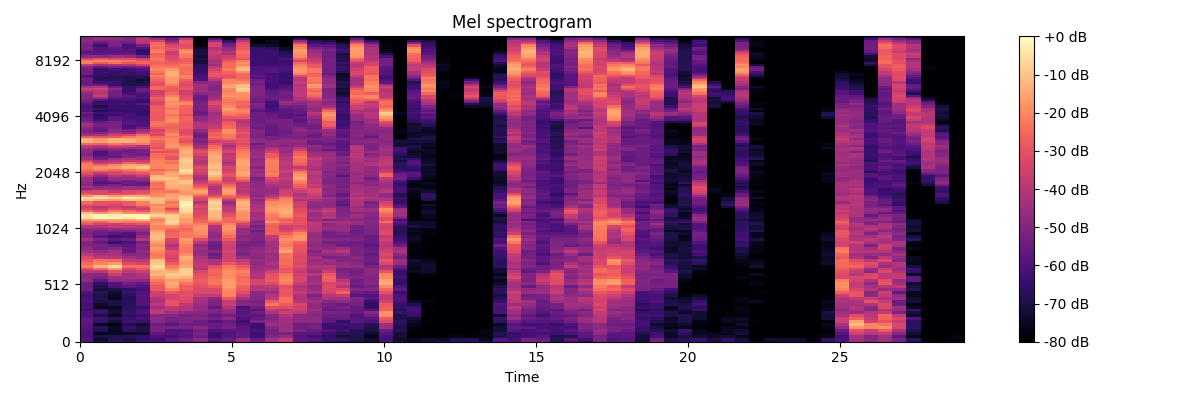 Mel spectrogram
Hz
8192
4096
2048
1024
512
0
0 5 10 15 20 25
Time
+0 dB
-10 dB
-20 dB
-30 dB
-40 dB
-50 dB
-60 dB
-70 dB
-80 dB